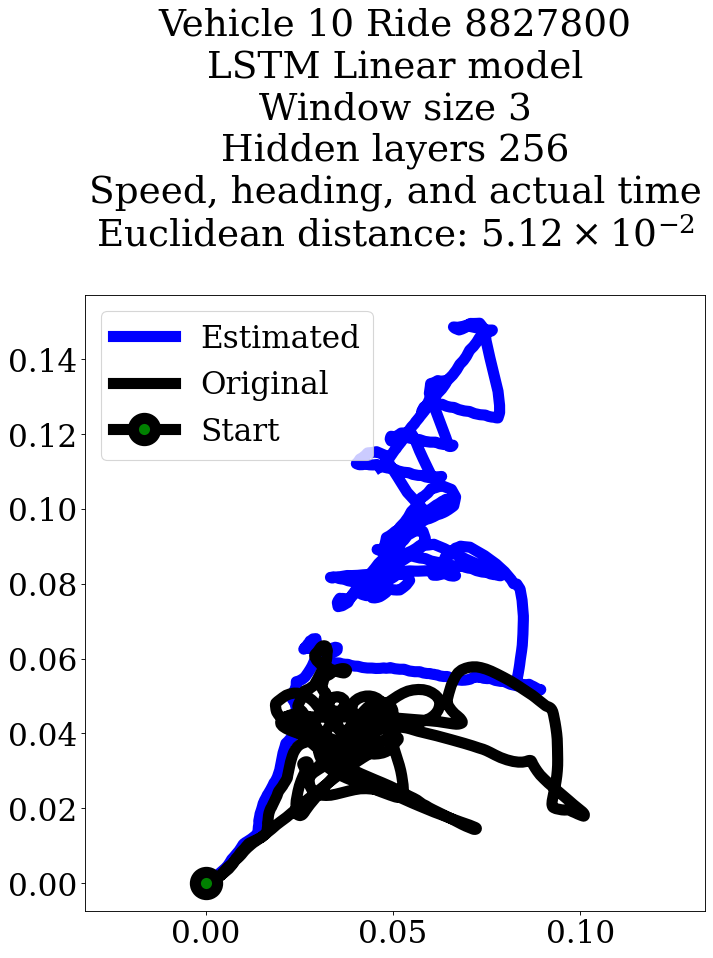 Vehicle 10 Ride 8827800
LSTM Linear model
Window size 3
Hidden layers 256
Speed, heading, and actual time
Euclidean distance: 5.12 × 10⁻²
Estimated
Original
Start
0.14
0.12
0.10
0.08
0.06
0.04
0.02
0.00
0.00 0.05 0.10